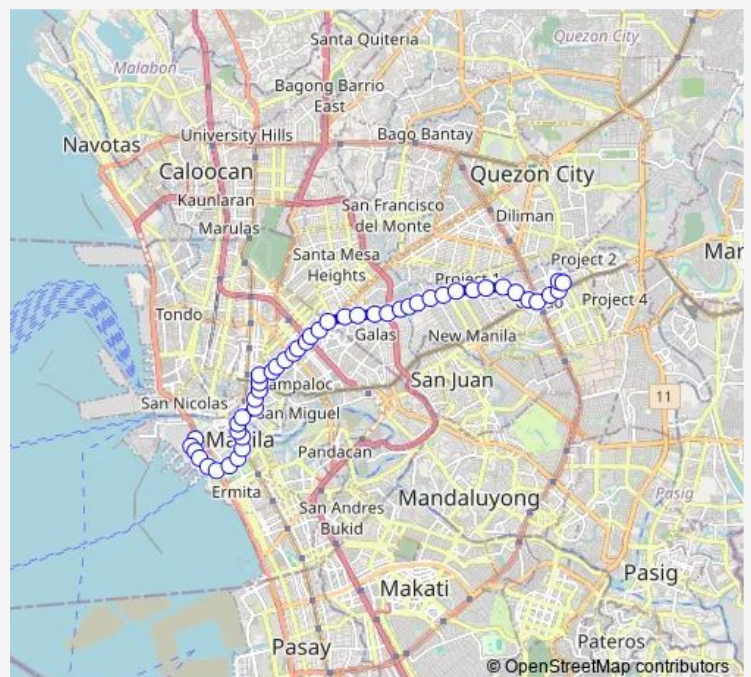 Santa Quiteria
Quezon City
Malabon
Bagong Barrio
East
Navotas
University Hills
Bago Bantay
Caloocan
Quezon City
Kaunlaran
San Francisco
del Monte
Diliman
Marulas
Santa Mesa
Heights
Project 2
Mar
Project 1
Project 4
Tondo
Galas
New Manila
ampaloc
San Juan
11
San Nicolas
San Miguel
Manila
Pandacan
Ermita
San Andres
Bukid
Mandaluyong
Pasig
Makati
Pasig
Pasay
Pateros
© OpenStreetMap contributors